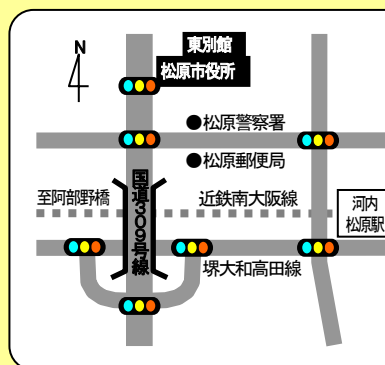 N
東別館
松原市役所
●松原警察署
●松原郵便局
国道309号線
至阿部野橋
近鉄南大阪線
河内
松原駅
堺大和高田線